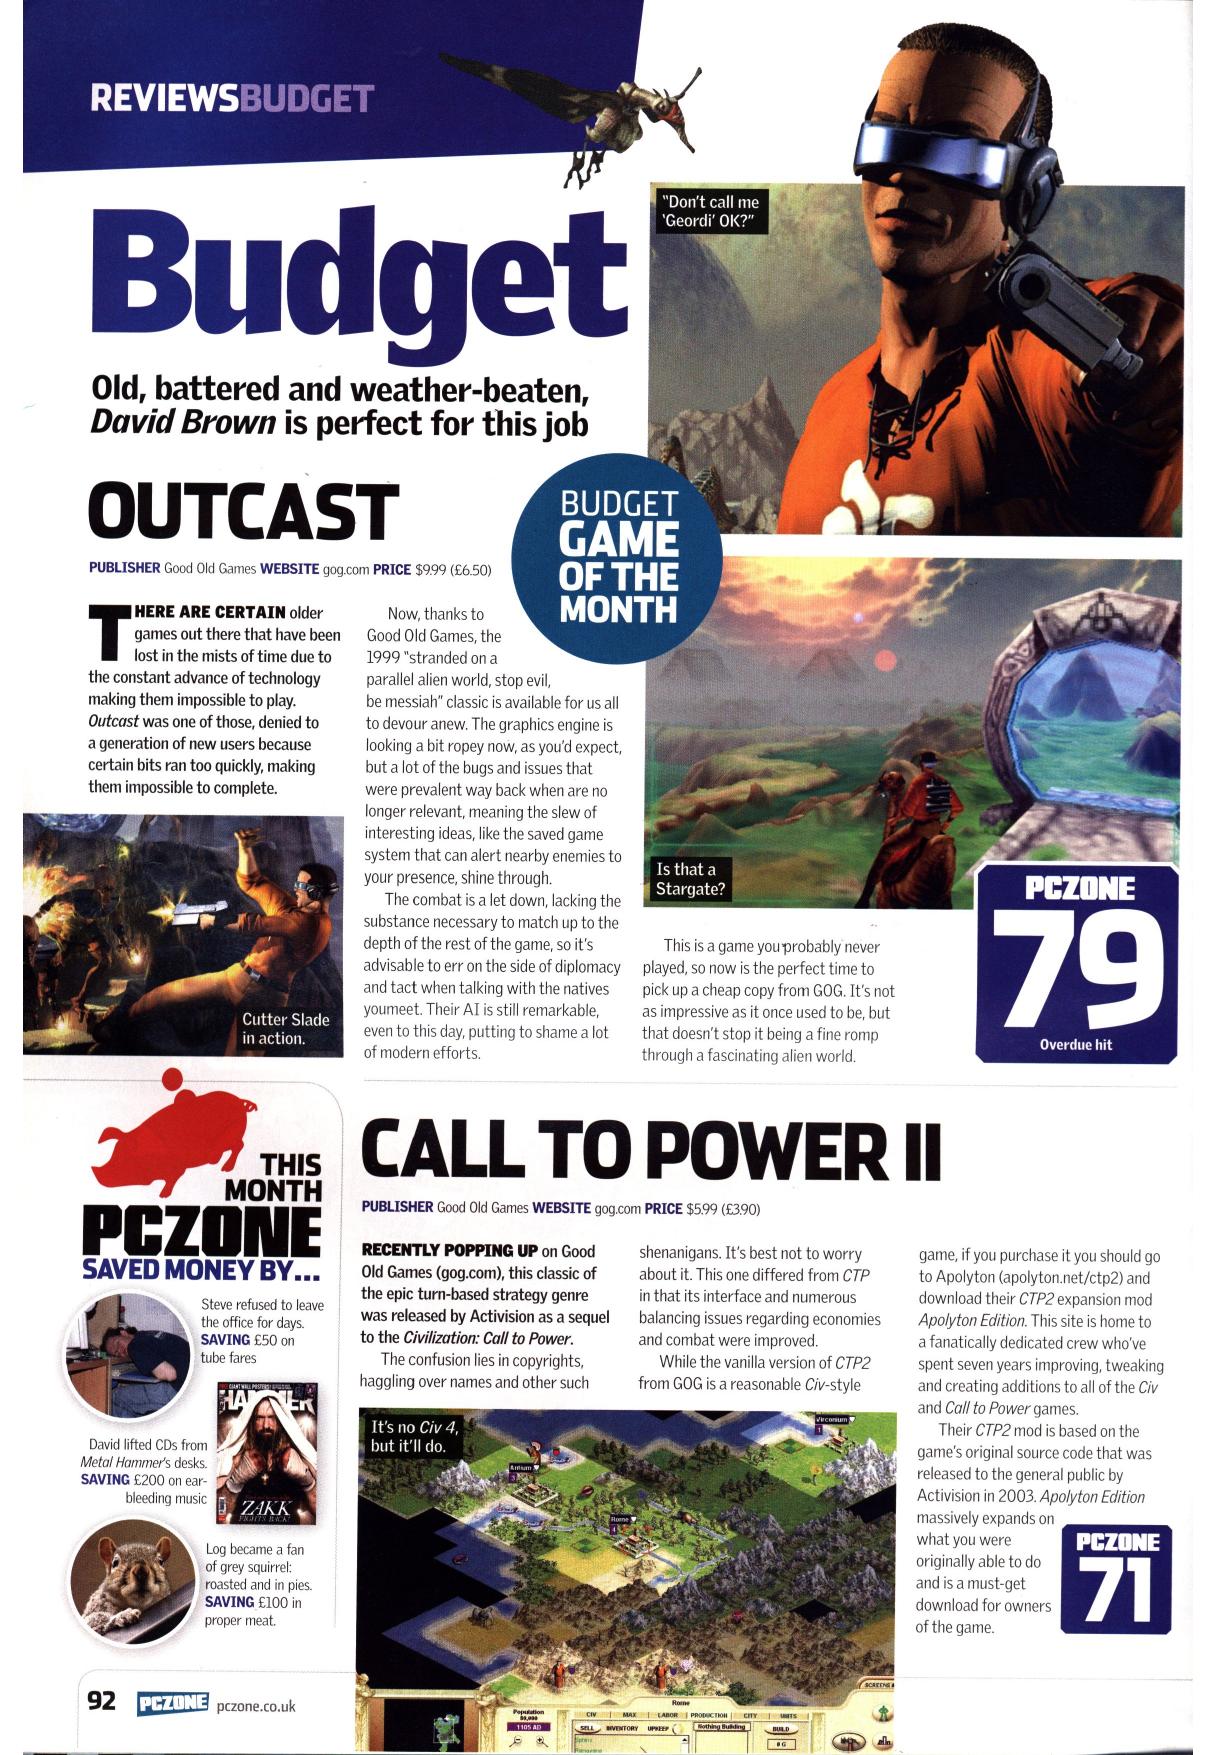 REVIEWSBUDGET
"Don't call me
'Geordi' OK?"
Budget
Old, battered and weather-beaten,
David Brown is perfect for this job
OUTCAST
BUDGET
GAME
OF THE
MONTH
PUBLISHER Good Old Games WEBSITE gog.com PRICE $9.99 (£6.50)
THERE ARE CERTAIN older
games out there that have been
lost in the mists of time due to
the constant advance of technology
making them impossible to play.
Outcast was one of those, denied to
a generation of new users because
certain bits ran too quickly, making
them impossible to complete.
Cutter Slade
in action.
Now, thanks to
Good Old Games, the
1999 "stranded on a
parallel alien world, stop evil,
be messiah" classic is available for us all
to devour anew. The graphics engine is
looking a bit ropey now, as you'd expect,
but a lot of the bugs and issues that
were prevalent way back when are no
longer relevant, meaning the slew of
interesting ideas, like the saved game
system that can alert nearby enemies to
your presence, shine through.
The combat is a let down, lacking the
substance necessary to match up to the
depth of the rest of the game, so it's
advisable to err on the side of diplomacy
and tact when talking with the natives
youmeet. Their AI is still remarkable,
even to this day, putting to shame a lot
of modern efforts.
Is that a
Stargate?
This is a game you probably never
played, so now is the perfect time to
pick up a cheap copy from GOG. It's not
as impressive as it once used to be, but
that doesn't stop it being a fine romp
through a fascinating alien world.
PCZONE
79
Overdue hit
THIS
MONTH
PCZONE
SAVED MONEY BY...
Steve refused to leave
the office for days.
SAVING £50 on
tube fares
HAMMER
ZAKK
FIGHTS BACK!
David lifted CDs from
Metal Hammer's desks.
SAVING £200 on ear-
bleeding music
Log became a fan
of grey squirrel:
roasted and in pies.
SAVING £100 in
proper meat.
CALL TO POWER II
PUBLISHER Good Old Games WEBSITE gog.com PRICE $5.99 (£3.90)
RECENTLY POPPING UP on Good
Old Games (gog.com), this classic of
the epic turn-based strategy genre
was released by Activision as a sequel
to the Civilization: Call to Power.
The confusion lies in copyrights,
haggling over names and other such
shenanigans. It's best not to worry
about it. This one differed from CTP
in that its interface and numerous
balancing issues regarding economies
and combat were improved.
While the vanilla version of CTP2
from GOG is a reasonable Civ-style
game, if you purchase it you should go
to Apolyton (apolyton.net/ctp2) and
download their CTP2 expansion mod
Apolyton Edition. This site is home to
a fanatically dedicated crew who've
spent seven years improving, tweaking
and creating additions to all of the Civ
and Call to Power games.
Their CTP2 mod is based on the
game's original source code that was
released to the general public by
Activision in 2003. Apolyton Edition
massively expands on
what you were
originally able to do
and is a must-get
download for owners
of the game.
PCZONE
71
It's no Civ 4,
but it'll do.
Virconium
Antium
Rome
SCREENS
Rome
Population
1105 AD
CIV MAX LABOR PRODUCTION CITY UNITS
SELL INVENTORY UPKEEP Nothing Building BUILD
92 PCZONE pczone.co.uk